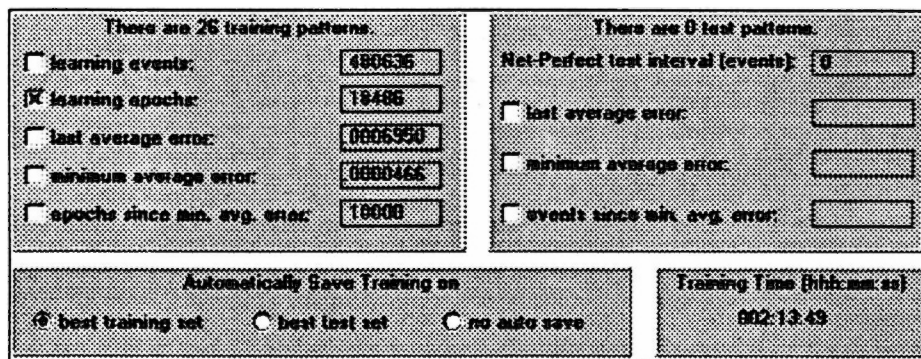 There are 26 training patterns.
learning events: 480636
learning epochs: 18486
last average error: 0006950
minimum average error: 0000466
epochs since min. avg. error: 10000
There are 0 test patterns.
Net-Perfect test interval (events): 0
last average error:
minimum average error:
events since min. avg. error:
Automatically Save Training on
best training set best test set no auto save
Training Time (hhh:mm:ss)
002:13:49